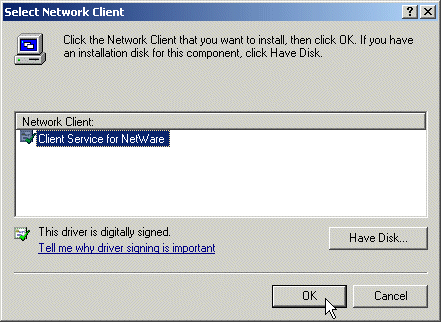 Select Network Client
Click the Network Client that you want to install, then click OK. If you have
an installation disk for this component, click Have Disk.
Network Client:
Client Service for NetWare
This driver is digitally signed.
Tell me why driver signing is important
Have Disk...
OK
Cancel